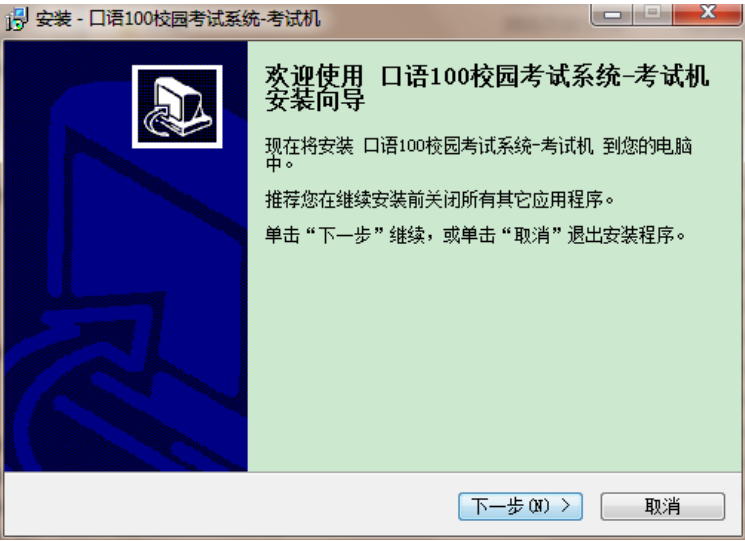 安装 - 口语100校园考试系统-考试机
欢迎使用 口语100校园考试系统-考试机
安装向导
现在将安装 口语100校园考试系统-考试机 到您的电脑
中。
推荐您在继续安装前关闭所有其它应用程序。
单击“下一步”继续，或单击“取消”退出安装程序。
下一步(N) >
取消